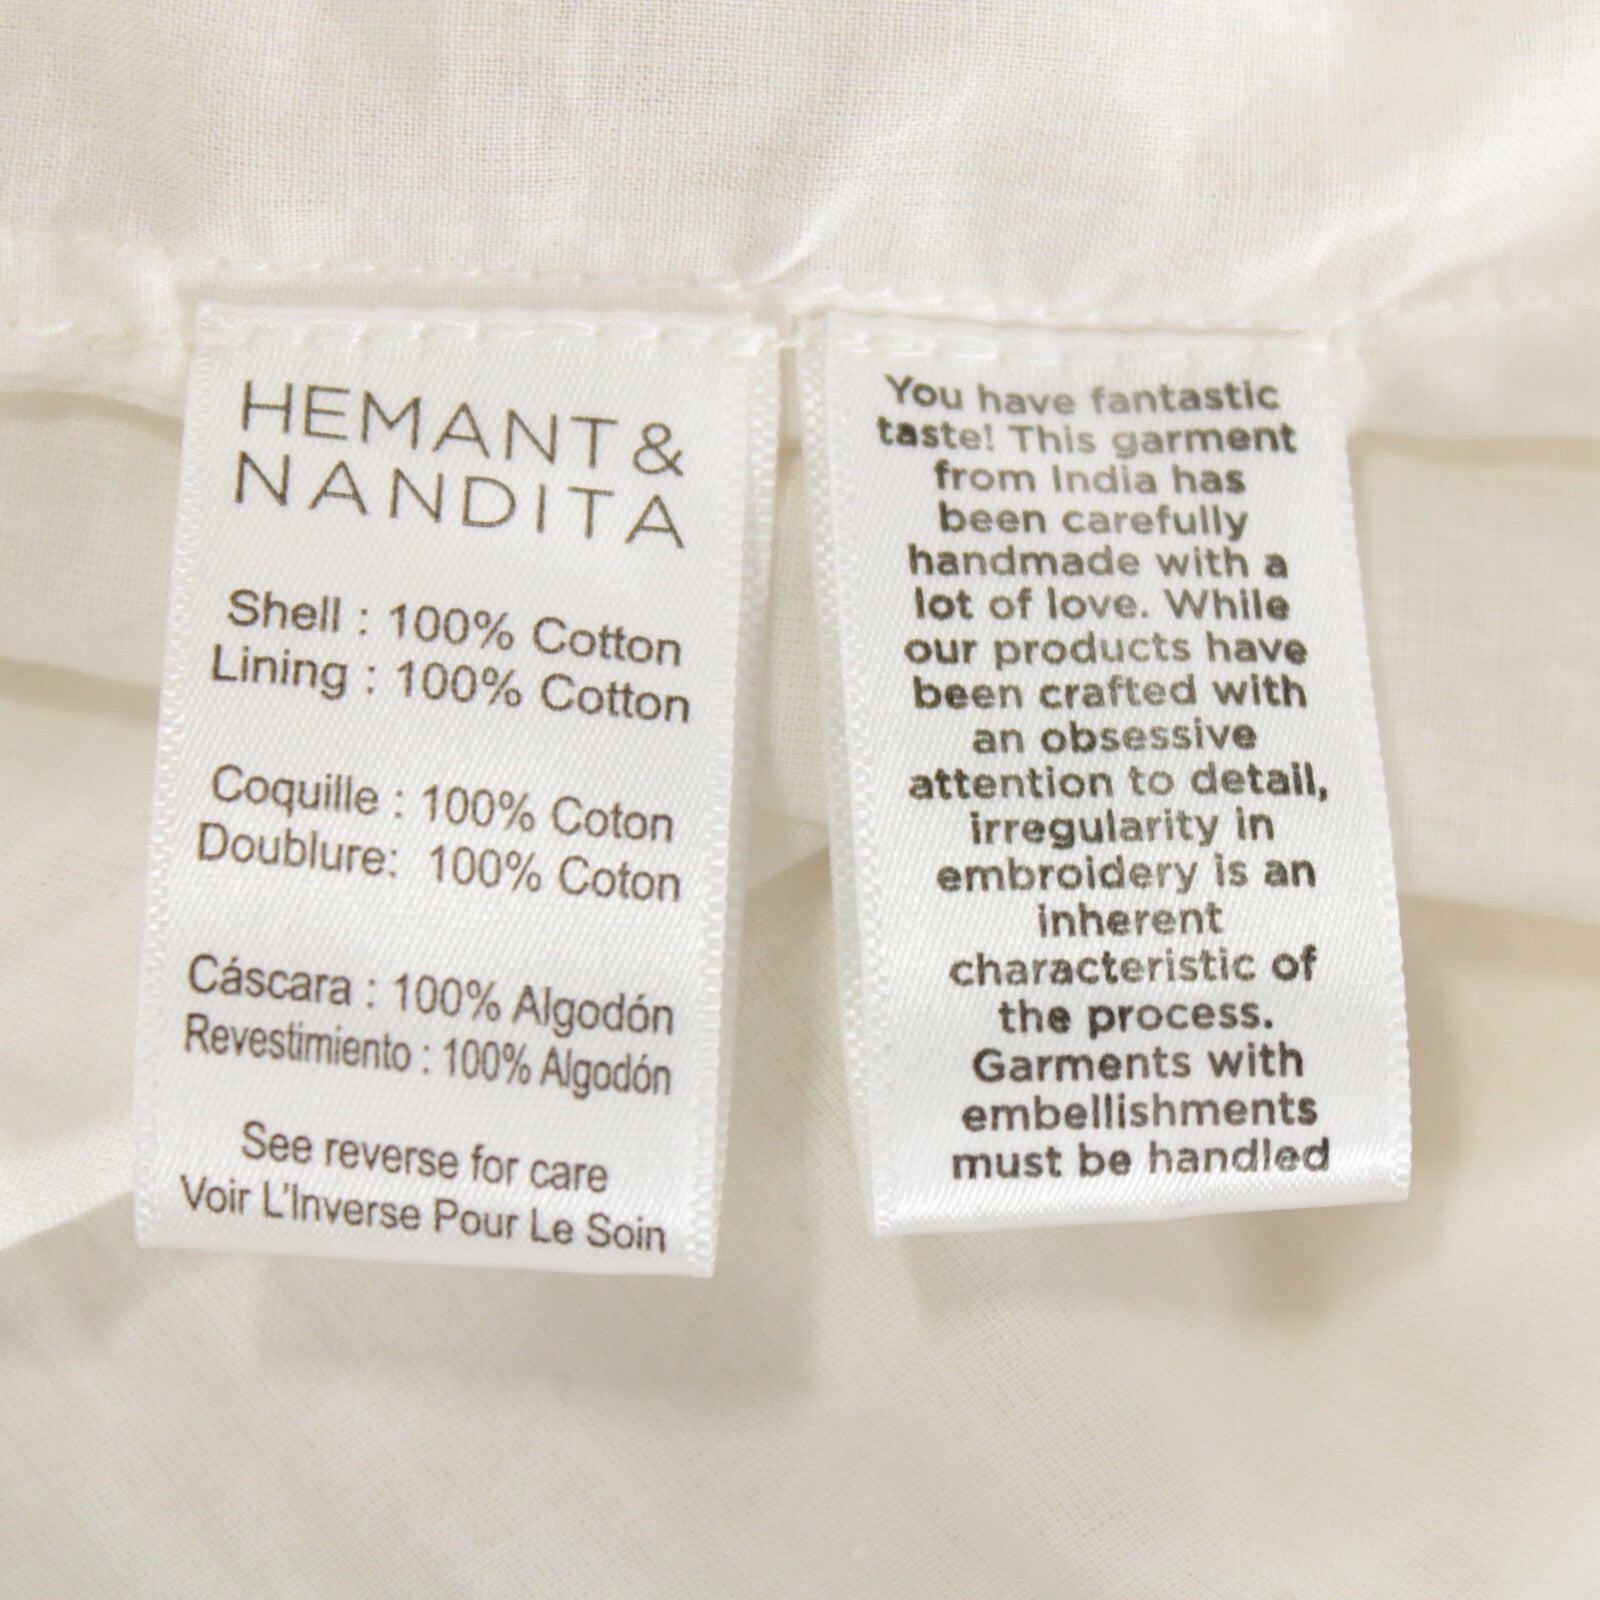 HEMANT &
NANDITA
Shell : 100% Cotton
Lining : 100% Cotton
Coquille : 100% Coton
Doublure: 100% Coton
Cáscara : 100% Algodón
Revestimiento : 100% Algodón
See reverse for care
Voir L'Inverse Pour Le Soin
You have fantastic
taste! This garment
from India has
been carefully
handmade with a
lot of love. While
our products have
been crafted with
an obsessive
attention to detail,
irregularity in
embroidery is an
inherent
characteristic of
the process.
Garments with
embellishments
must be handled